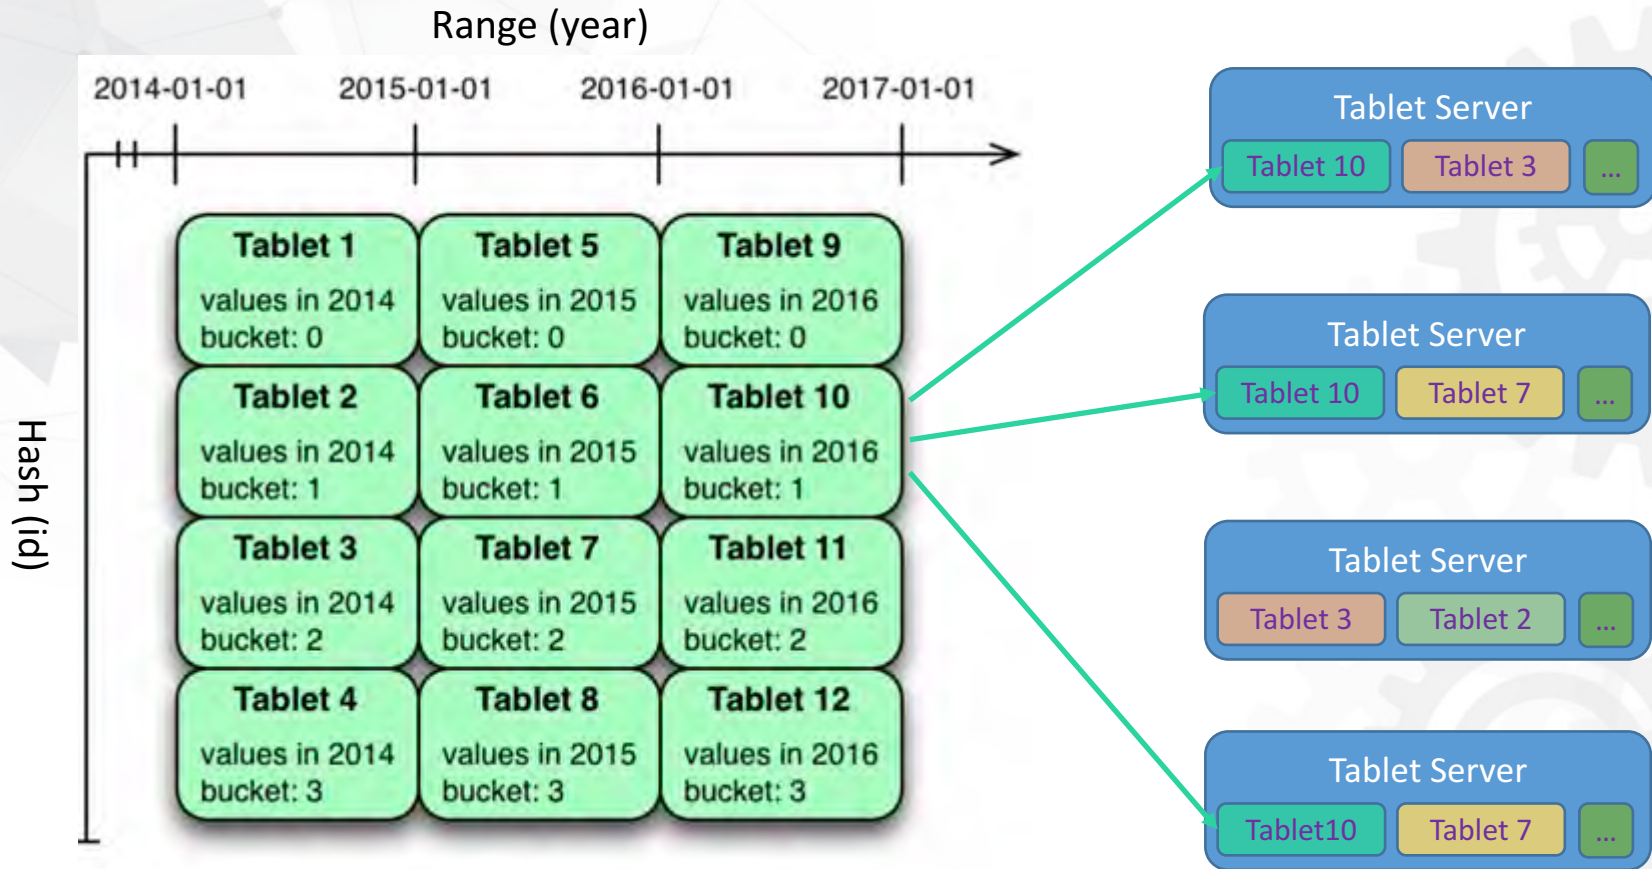 Range (year)
2014-01-01 2015-01-01 2016-01-01 2017-01-01
Hash (id)
Tablet 1
values in 2014
bucket: 0
Tablet 5
values in 2015
bucket: 0
Tablet 9
values in 2016
bucket: 0
Tablet 2
values in 2014
bucket: 1
Tablet 6
values in 2015
bucket: 1
Tablet 10
values in 2016
bucket: 1
Tablet 3
values in 2014
bucket: 2
Tablet 7
values in 2015
bucket: 2
Tablet 11
values in 2016
bucket: 2
Tablet 4
values in 2014
bucket: 3
Tablet 8
values in 2015
bucket: 3
Tablet 12
values in 2016
bucket: 3
Tablet Server
Tablet 10 Tablet 3 ...
Tablet Server
Tablet 10 Tablet 7 ...
Tablet Server
Tablet 3 Tablet 2 ...
Tablet Server
Tablet10 Tablet 7 ...